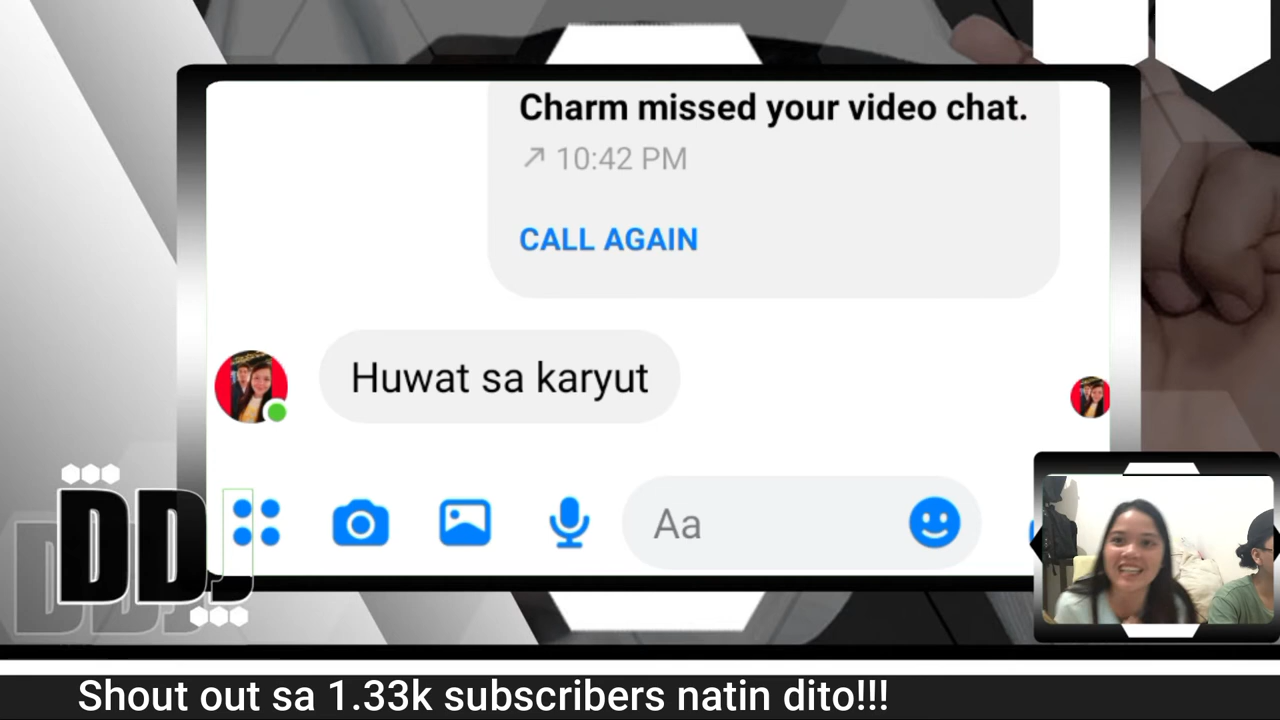 Charm missed your video chat.
10:42 PM
CALL AGAIN
Huwat sa karyut
Aa
DDJ
Shout out sa 1.33k subscribers natin dito!!!